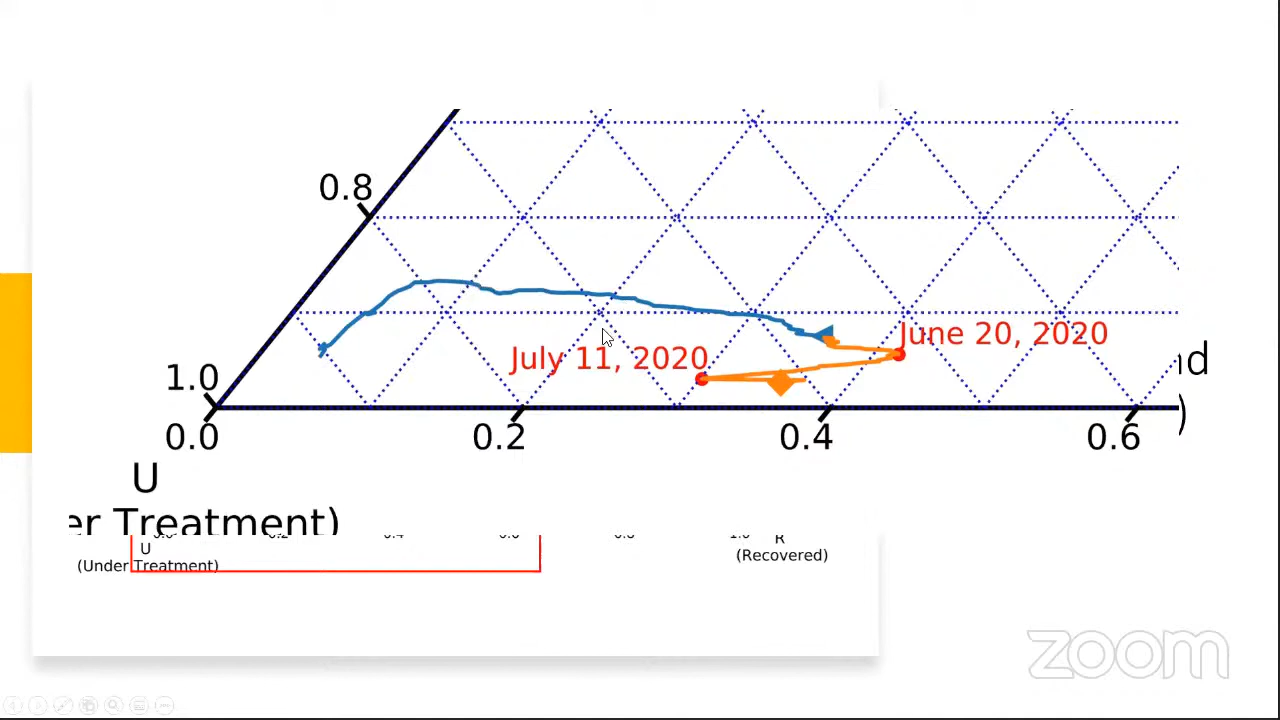 0.8
June 20, 2020
July 11, 2020
nd
1.0
)
0.0 0.2 0.4 0.6
U
er Treatment)
R
U
(Under Treatment)
(Recovered)
zoom